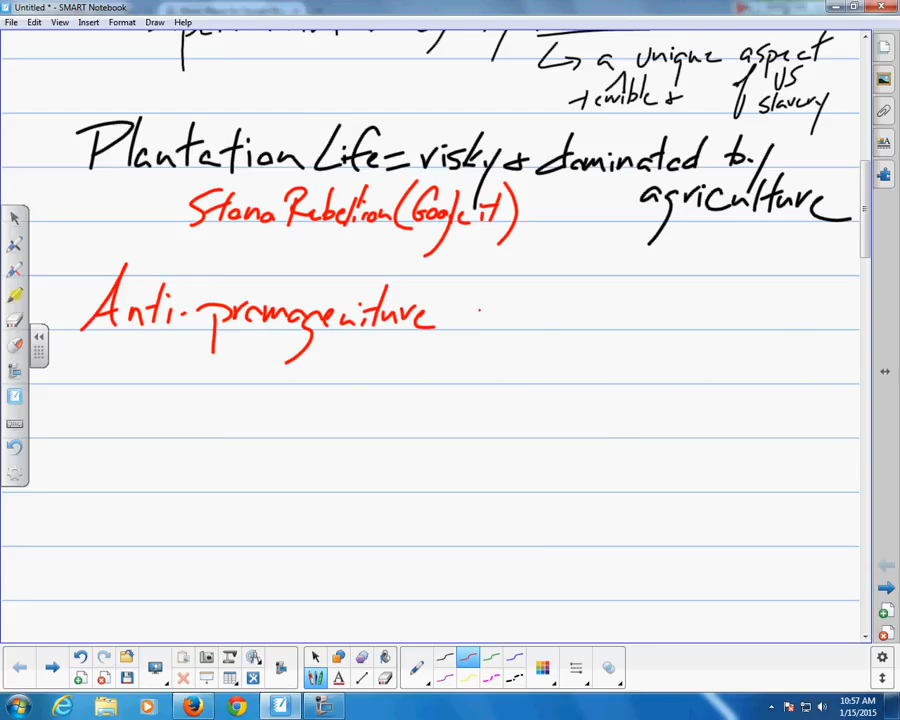 Untitled * - SMART Notebook
File Edit View Insert Format Draw Help
↳ a unique aspect
terrible & of US
slavery
Plantation Life = risky & dominated by
agriculture
Stono Rebellion (Google it)
Anti-promogeniture
10:57 AM
1/15/2015